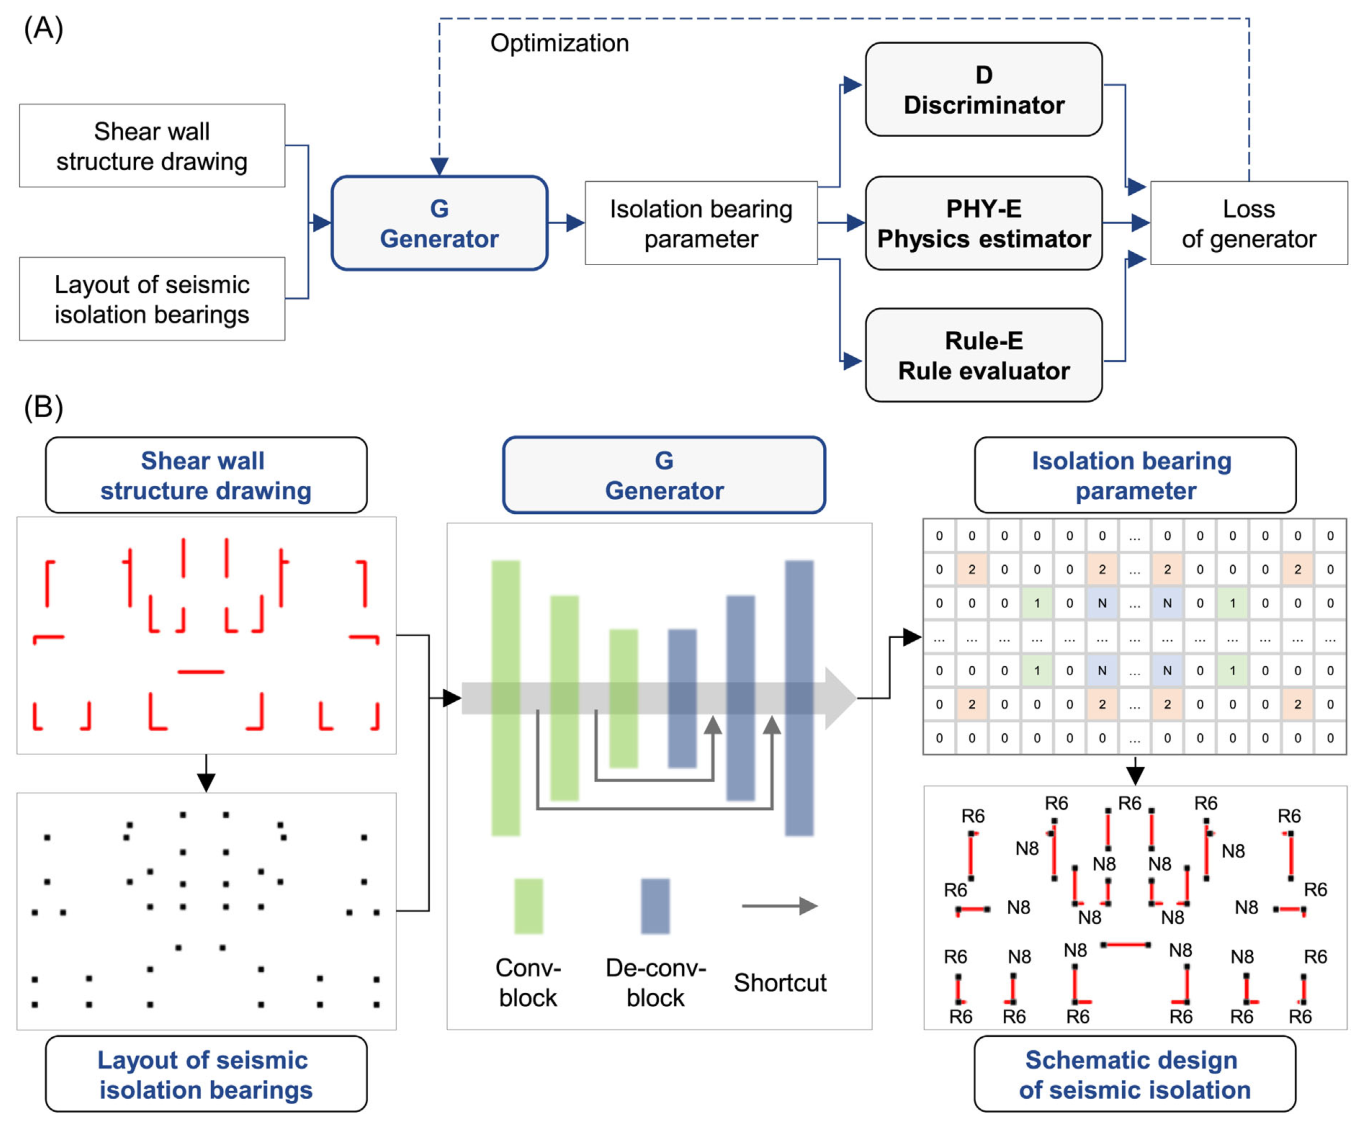 (A)
Optimization
Shear wall
structure drawing
Layout of seismic
isolation bearings
G
Generator
Isolation bearing
parameter
D
Discriminator
PHY-E
Physics estimator
Rule-E
Rule evaluator
Loss
of generator
(B)
Shear wall
structure drawing
Layout of seismic
isolation bearings
G
Generator
Conv-
block
De-conv-
block
Shortcut
Isolation bearing
parameter
0 0 0 0 0 0 ... 0 0 0 0 0 0
0 2 0 0 0 2 ... 2 0 0 0 2 0
0 0 0 1 0 N ... N 0 1 0 0 0
... ... ... ... ... ... ... ... ... ... ... ... ...
0 0 0 1 0 N ... N 0 1 0 0 0
0 2 0 0 0 2 ... 2 0 0 0 2 0
0 0 0 0 0 0 ... 0 0 0 0 0 0
R6 R6 R6 R6 R6
N8 N8 N8 N8
R6 N8 N8 N8 N8 R6
R6 N8 N8 N8 N8 R6
R6 R6 R6 R6 R6 R6
Schematic design
of seismic isolation